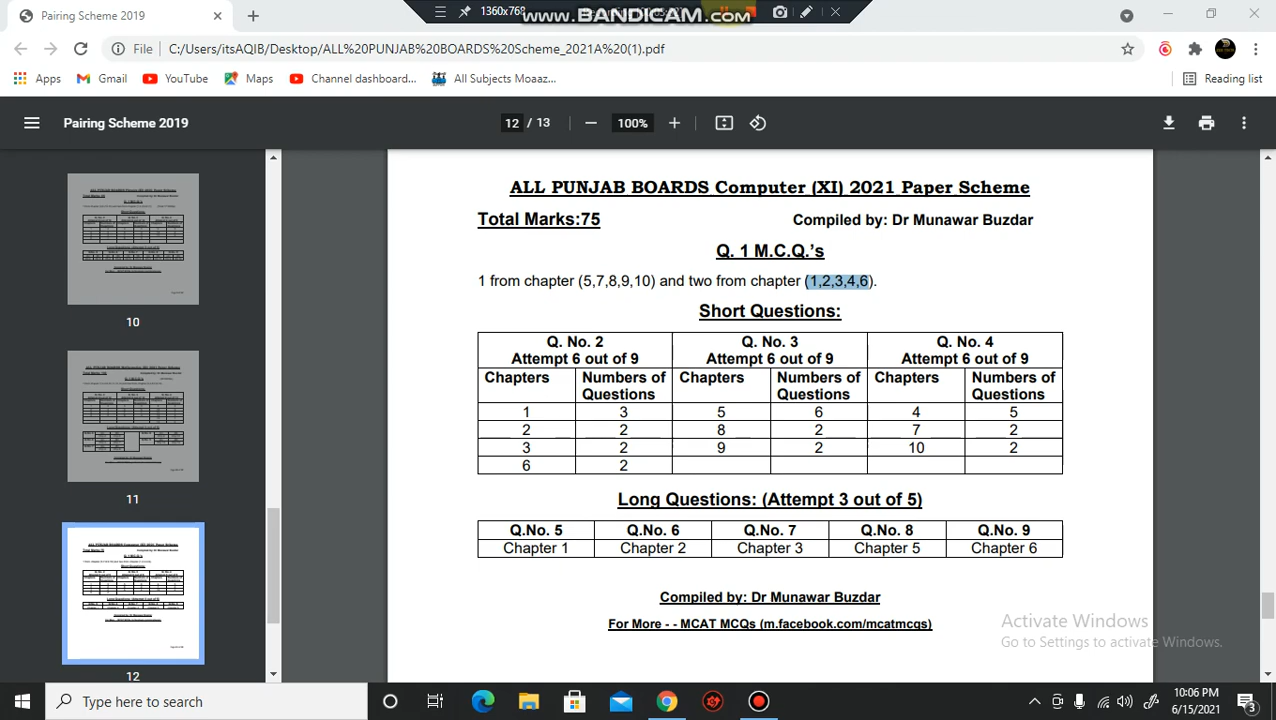 Pairing Scheme 2019
1360x768
www.BANDICAM.com
File
C:/Users/itsAQIB/Desktop/ALL%20PUNJAB%20BOARDS%20Scheme_2021A%20(1).pdf
Apps
Gmail
YouTube
Maps
Channel dashboard...
All Subjects Moaaz...
Reading list
Pairing Scheme 2019
12 / 13
100%
10
11
12
ALL PUNJAB BOARDS Computer (XI) 2021 Paper Scheme
Total Marks:75 Compiled by: Dr Munawar Buzdar
Q. 1 M.C.Q.'s
1 from chapter (5,7,8,9,10) and two from chapter (1,2,3,4,6).
Short Questions:
Q. No. 2 Q. No. 3 Q. No. 4
Attempt 6 out of 9 Attempt 6 out of 9 Attempt 6 out of 9
Chapters Numbers of Chapters Numbers of Chapters Numbers of
Questions Questions Questions
1 3 5 6 4 5
2 2 8 2 7 2
3 2 9 2 10 2
6 2
Long Questions: (Attempt 3 out of 5)
Q.No. 5 Q.No. 6 Q.No. 7 Q.No. 8 Q.No. 9
Chapter 1 Chapter 2 Chapter 3 Chapter 5 Chapter 6
Compiled by: Dr Munawar Buzdar
For More - - MCAT MCQs (m.facebook.com/mcatmcqs)
Activate Windows
Go to Settings to activate Windows.
Type here to search
10:06 PM
6/15/2021
3